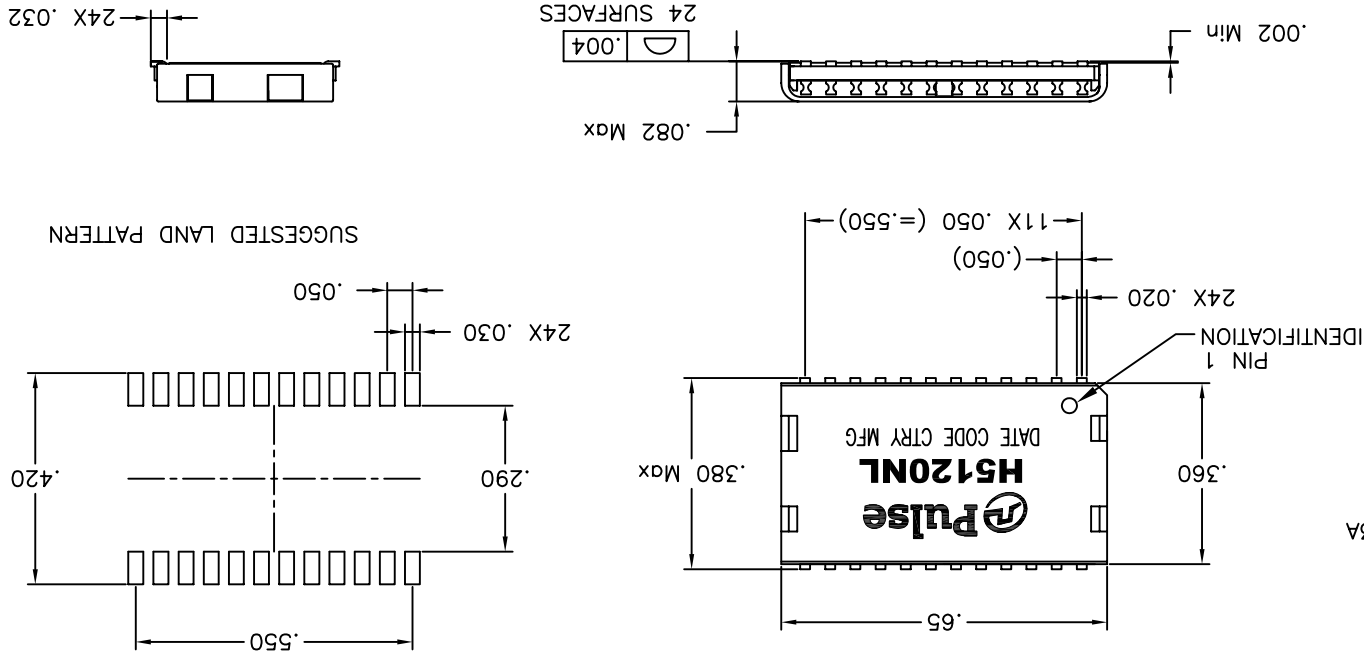 .65
Pulse
H5120NL
DATE CODE CTRY MFG
.360
.380 Max
PIN 1
IDENTIFICATION
24X .020
(.050)
11X .050 (=.550)
.550
.290
.420
24X .030
.050
SUGGESTED LAND PATTERN
.082 Max
.002 Min
.004
24 SURFACES
24X .032